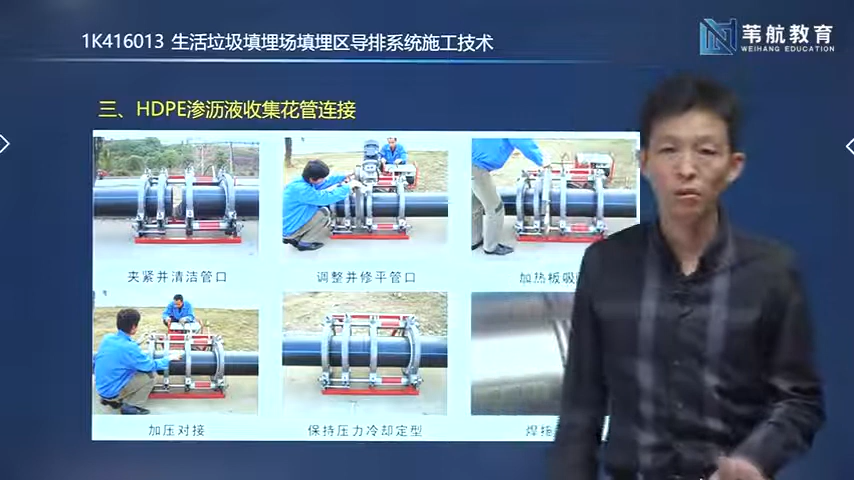 1K416013 生活垃圾填埋场填埋区导排系统施工技术
苇航教育
WEIHANG EDUCATION
三、HDPE渗沥液收集花管连接
夹紧并清洁管口
调整并修平管口
加热板吸
加压对接
保持压力冷却定型
焊